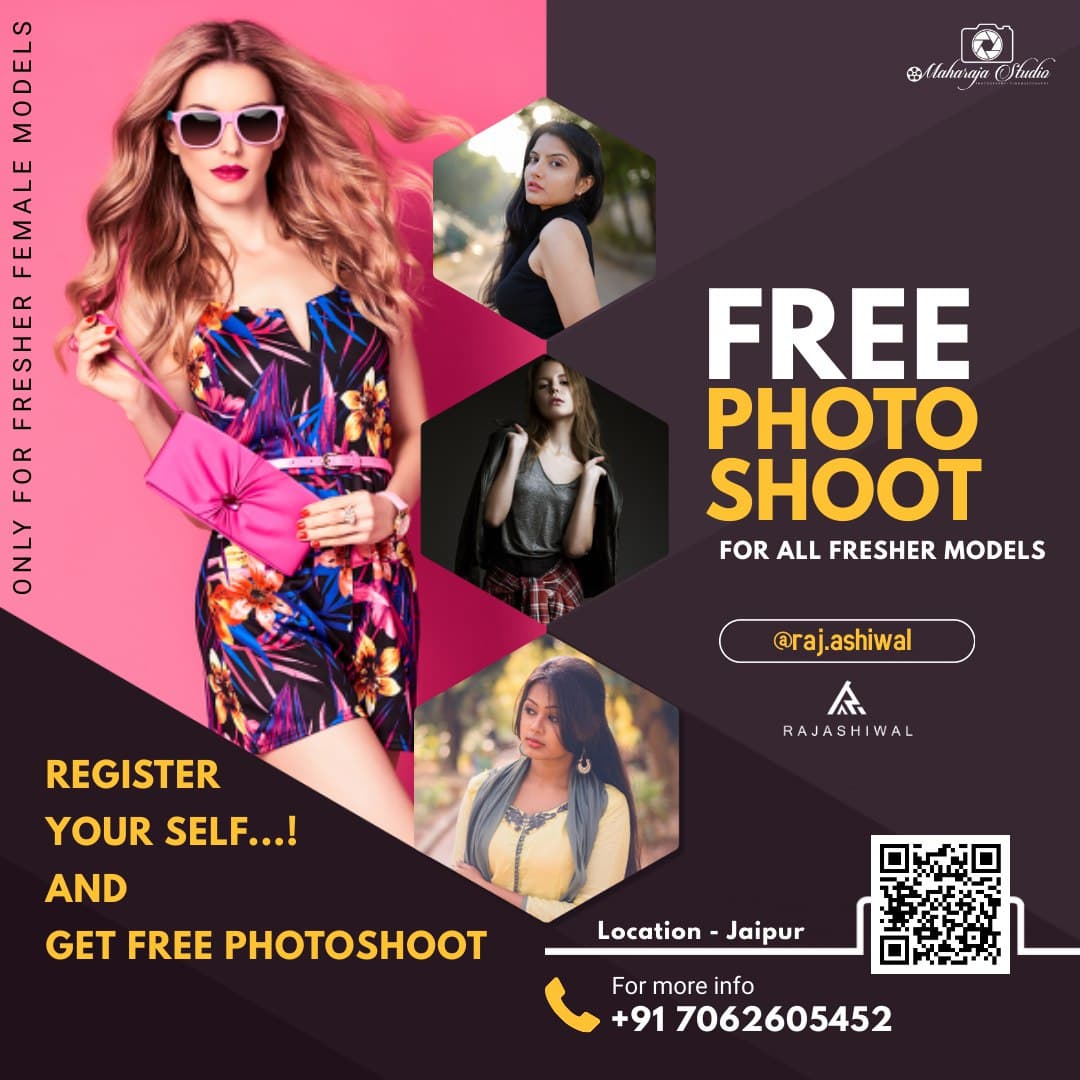 ONLY FOR FRESHER FEMALE MODELS
Maharaja Studio
FREE
PHOTO
SHOOT
FOR ALL FRESHER MODELS
@raj.ashiwal
RAJASHIWAL
REGISTER
YOUR SELF...!
AND
GET FREE PHOTOSHOOT
Location - Jaipur
For more info
+91 7062605452